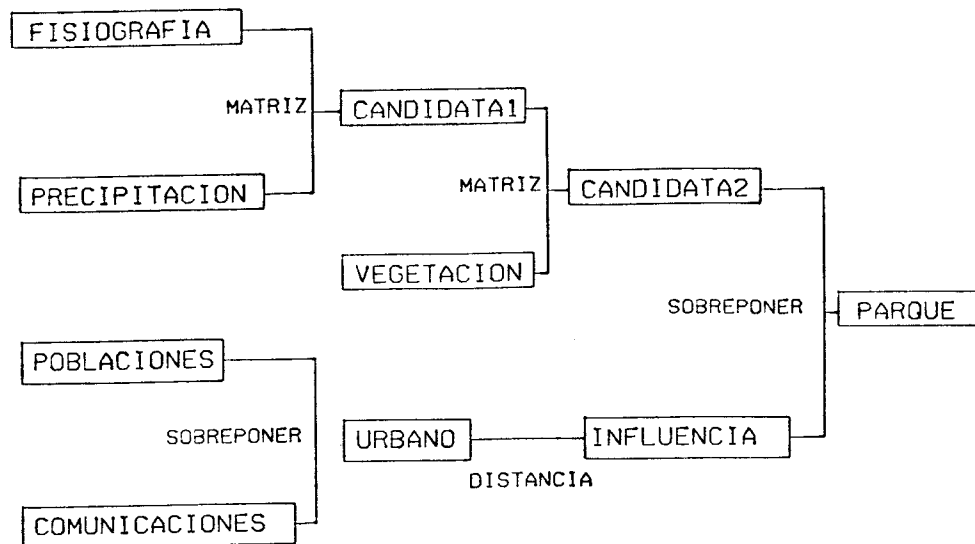 FISIOGRAFIA
MATRIZ
CANDIDATA1
PRECIPITACION
MATRIZ
CANDIDATA2
VEGETACION
SOBREPONER
PARQUE
POBLACIONES
SOBREPONER
URBANO
INFLUENCIA
DISTANCIA
COMUNICACIONES